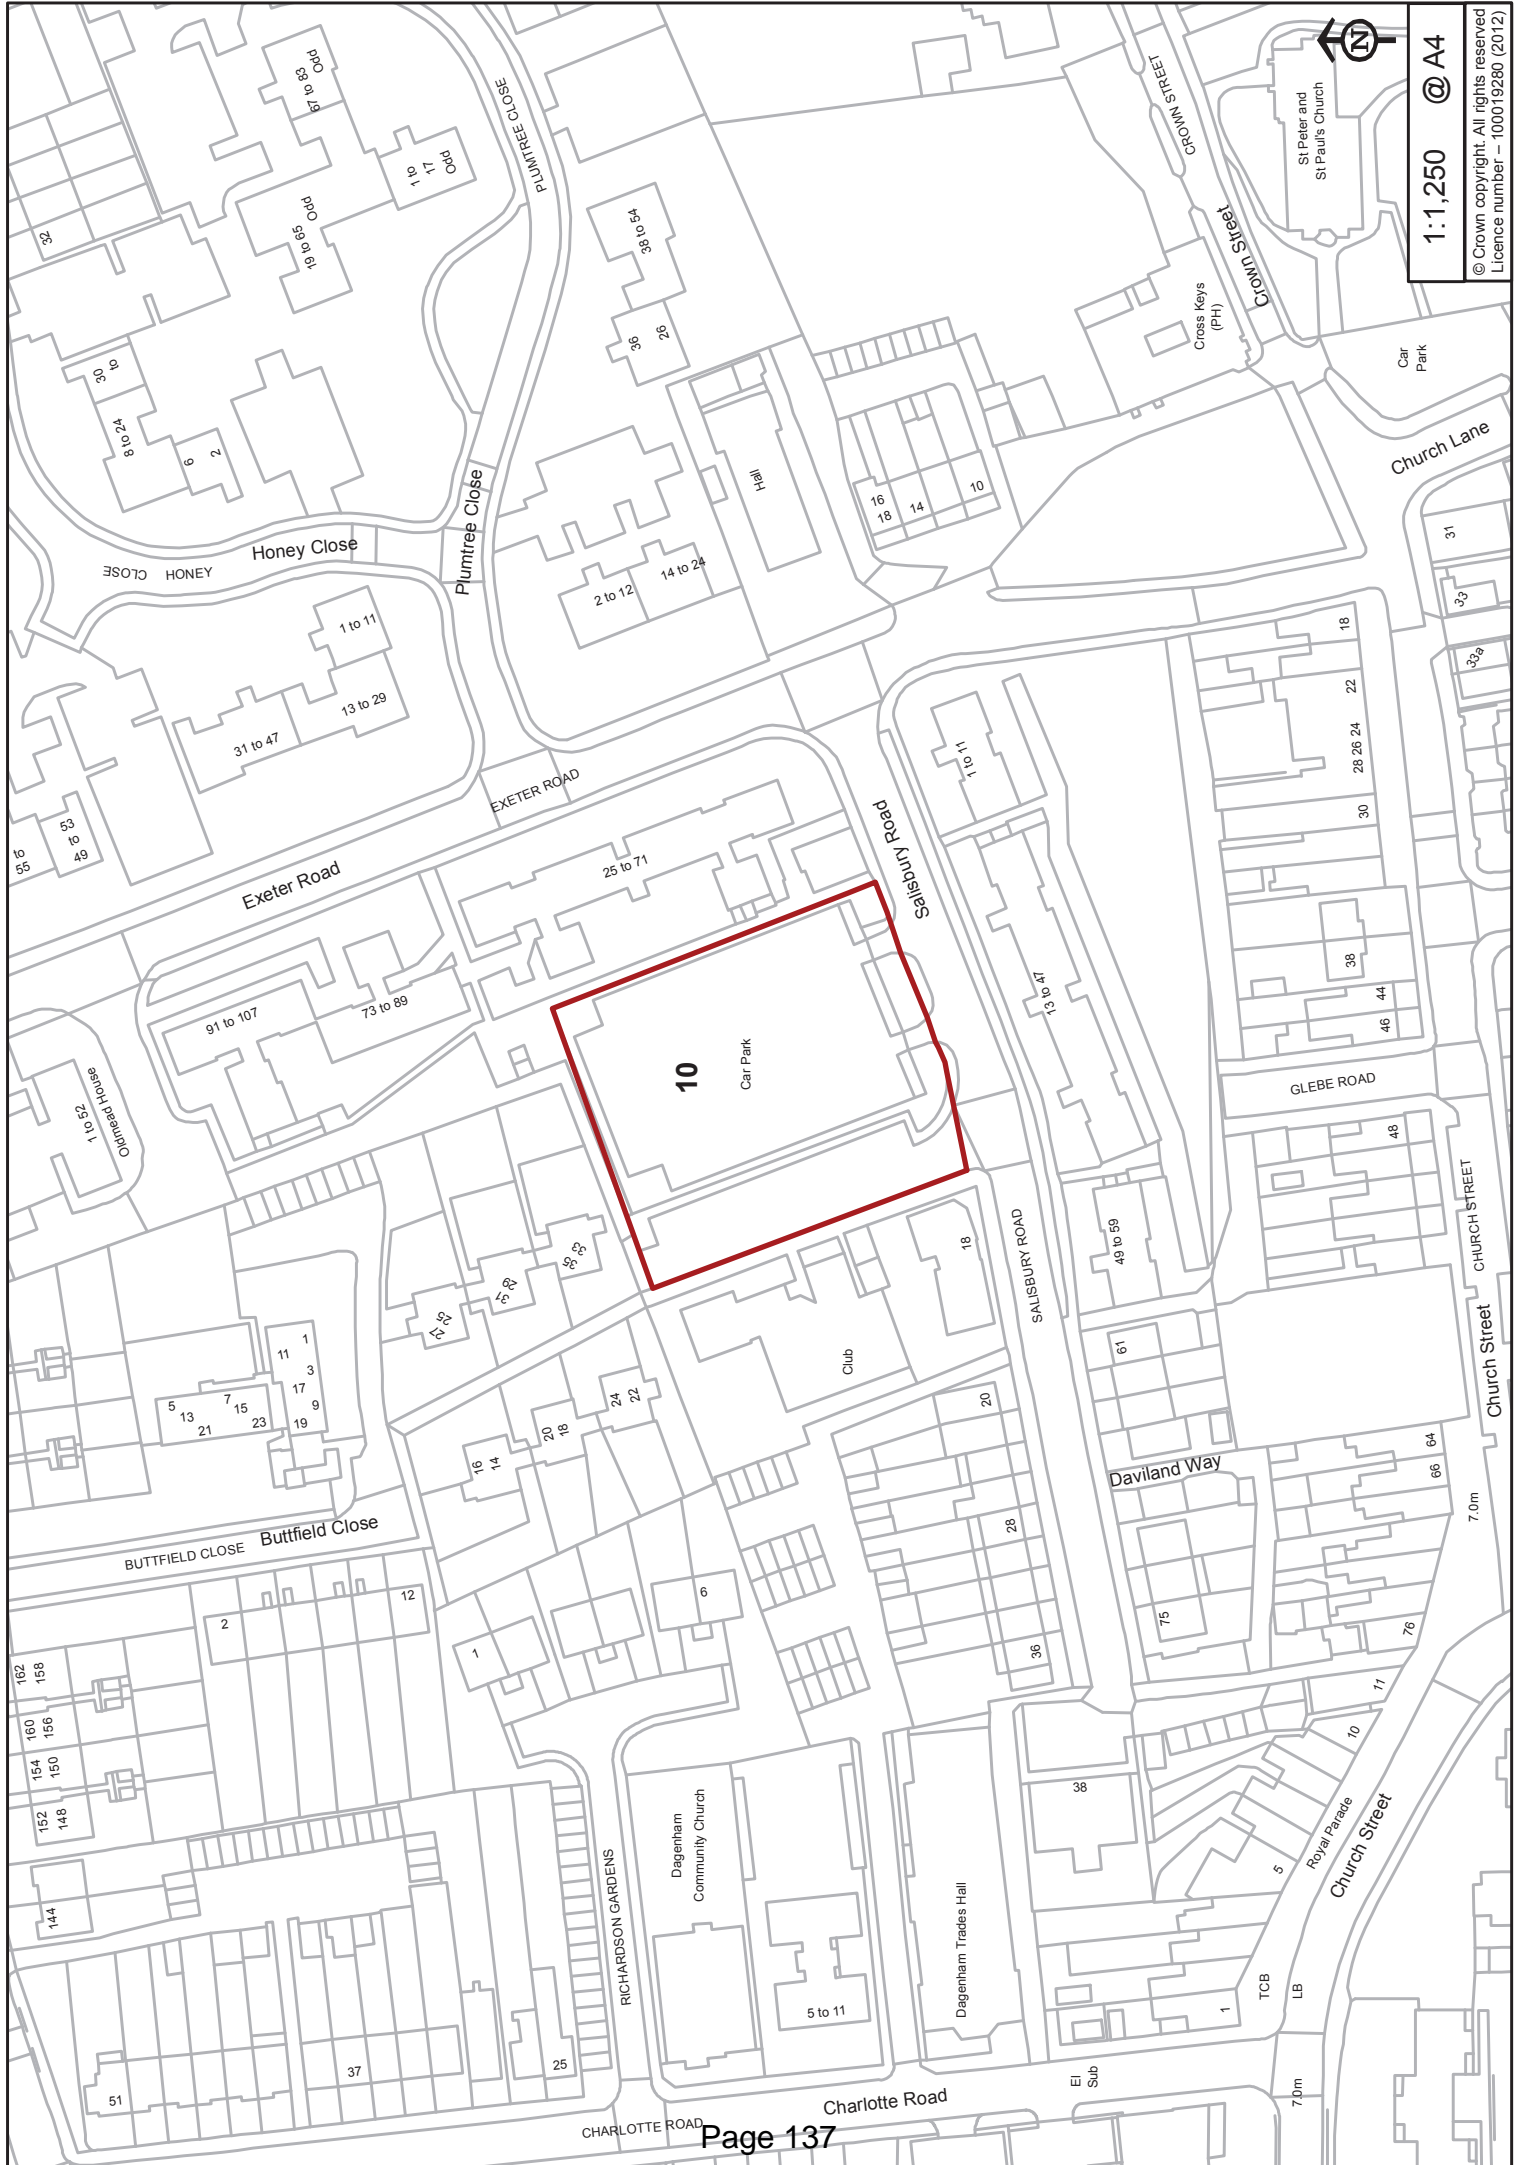 32
67 to 83
Odd
19 to 65 Odd
1 to
17
Odd
PLUMTREE CLOSE
30
to
8 to 24
6
2
38 to 54
36
26
CROWN STREET
St Peter and
St Paul's Church
N
1:1,250 @ A4
© Crown copyright. All rights reserved
Licence number – 100019280 (2012)
Crown Street
Cross Keys
(PH)
Car
Park
Church Lane
Honey Close
CLOSE HONEY
Plumtree Close
Hall
16
18
14
10
2 to 12
14 to 24
1 to 11
13 to 29
31 to 47
53
to
49
to
55
31
33
33a
18
22
28 26 24
30
38
44
46
EXETER ROAD
Exeter Road
25 to 71
1 to 11
Salisbury Road
13 to 47
91 to 107
73 to 89
1 to 52
Oldmead House
10
Car Park
GLEBE ROAD
48
CHURCH STREET
Church Street
33
35
29
31
25
27
18
SALISBURY ROAD
49 to 59
61
Club
1
11
3
17
9
19
5
13
21
7
15
23
24
22
20
18
16
14
20
28
36
Daviland Way
64
66
7.0m
75
76
11
10
Buttfield Close
BUTTFIELD CLOSE
2
12
1
6
162
158
160
156
154
150
152
148
144
RICHARDSON GARDENS
Dagenham
Community Church
5 to 11
Dagenham Trades Hall
38
5
Royal Parade
Church Street
1
TCB
LB
El
Sub
7.0m
51
37
25
Charlotte Road
CHARLOTTE ROAD
Page 137